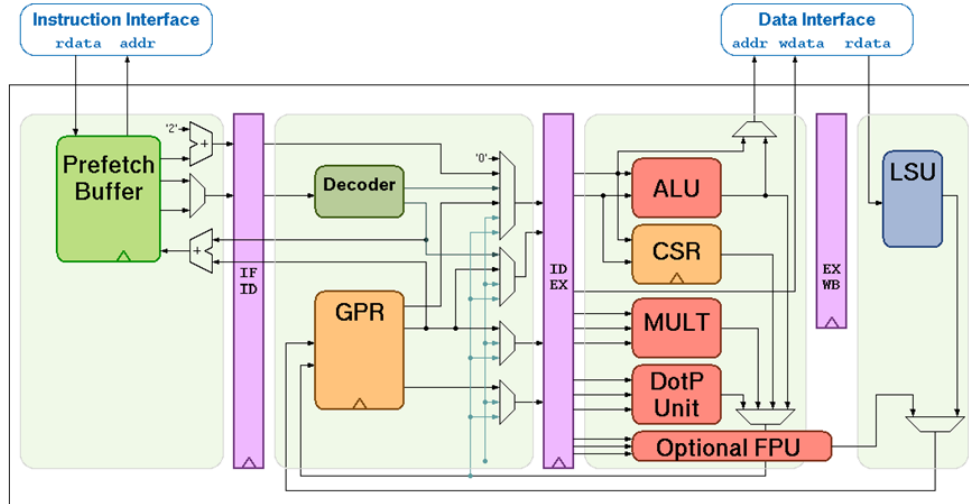 Instruction Interface
rdata addr
Data Interface
addr wdata rdata
'2'
+
Prefetch
Buffer
+
IF
ID
Decoder
GPR
'0'
ID
EX
ALU
CSR
MULT
DotP
Unit
Optional FPU
EX
WB
LSU